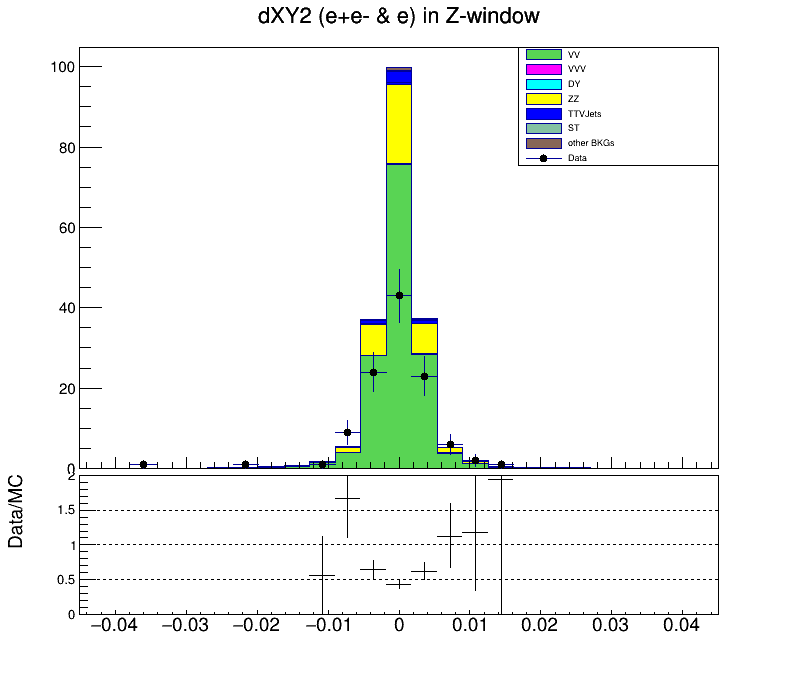 dXY2 (e+e- & e) in Z-window
VV
VVV
DY
ZZ
TTVJets
ST
other BKGs
Data
100
80
60
40
20
0
Data/MC
2
1.5
1
0.5
0
−0.04 −0.03 −0.02 −0.01 0 0.01 0.02 0.03 0.04